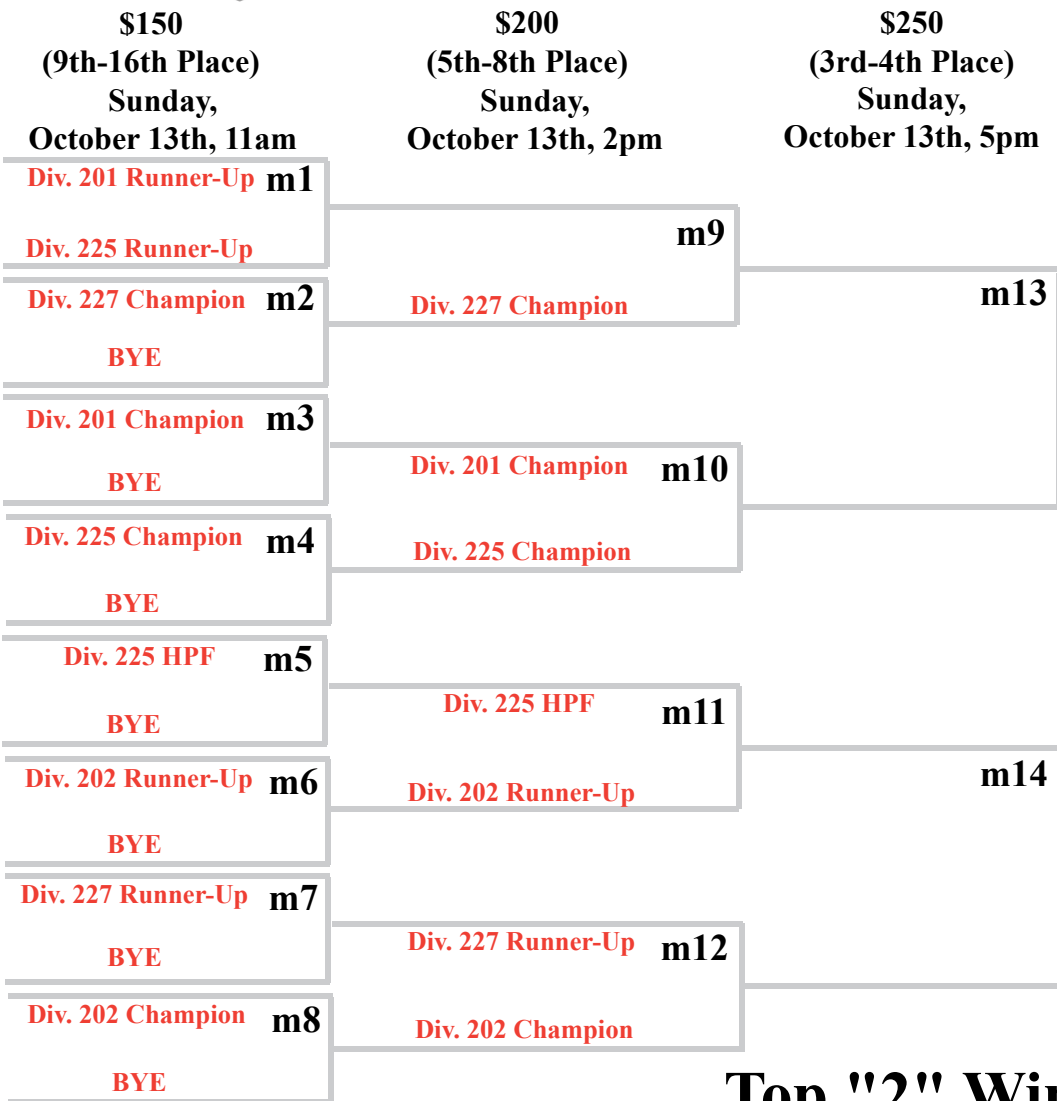 $150
(9th-16th Place)
Sunday,
October 13th, 11am
$200
(5th-8th Place)
Sunday,
October 13th, 2pm
$250
(3rd-4th Place)
Sunday,
October 13th, 5pm
Div. 201 Runner-Up m1
Div. 225 Runner-Up
Div. 227 Champion m2
BYE
Div. 201 Champion m3
BYE
Div. 225 Champion m4
BYE
Div. 225 HPF m5
BYE
Div. 202 Runner-Up m6
BYE
Div. 227 Runner-Up m7
BYE
Div. 202 Champion m8
BYE
m9
Div. 227 Champion
Div. 201 Champion m10
Div. 225 Champion
Div. 225 HPF m11
Div. 202 Runner-Up
Div. 227 Runner-Up m12
Div. 202 Champion
m13
m14
Top "2"